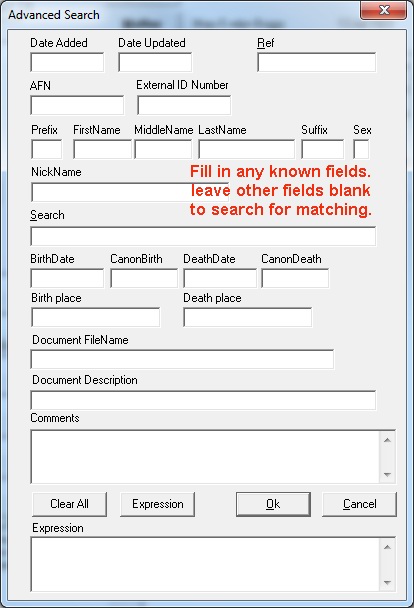 Advanced Search
Date Added Date Updated Ref
AFN External ID Number
Prefix FirstName MiddleName LastName Suffix Sex
NickName
Fill in any known fields.
leave other fields blank
to search for matching.
Search
BirthDate CanonBirth DeathDate CanonDeath
Birth place Death place
Document FileName
Document Description
Comments
Clear All Expression Ok Cancel
Expression